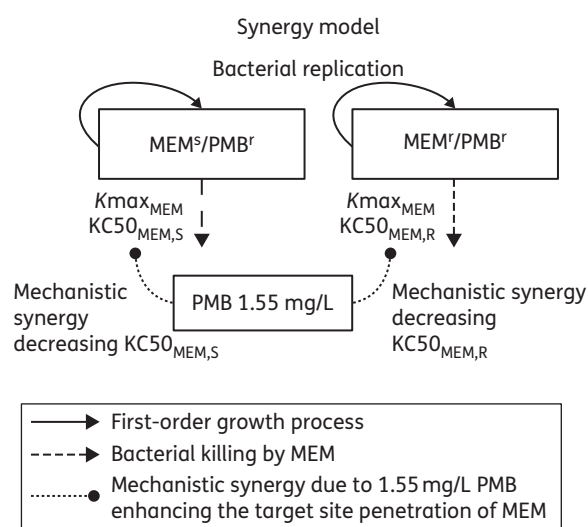 Synergy model
Bacterial replication
MEMˢ/PMBʳ
MEMʳ/PMBʳ
Kmax_MEM
KC50_MEM,S
Kmax_MEM
KC50_MEM,R
PMB 1.55 mg/L
Mechanistic
synergy
decreasing KC50_MEM,S
Mechanistic synergy
decreasing
KC50_MEM,R
First-order growth process
Bacterial killing by MEM
Mechanistic synergy due to 1.55 mg/L PMB
enhancing the target site penetration of MEM